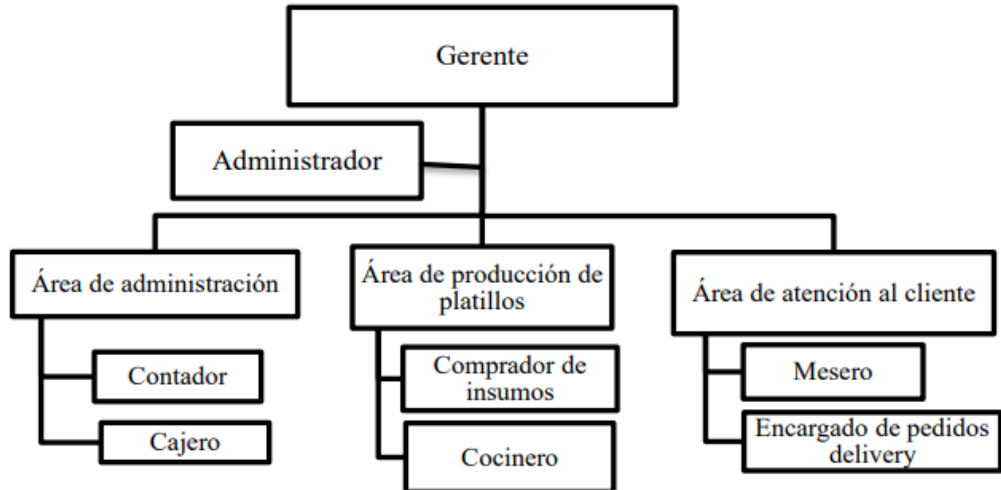 Gerente
Administrador
Área de administración
Área de producción de
platillos
Área de atención al cliente
Contador
Comprador de
insumos
Mesero
Cajero
Cocinero
Encargado de pedidos
delivery